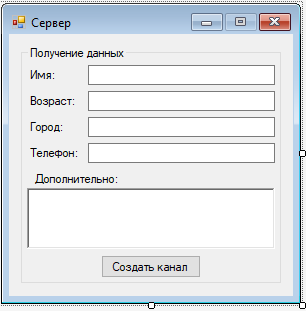 Сервер
Получение данных
Имя:
Возраст:
Город:
Телефон:
Дополнительно:
Создать канал